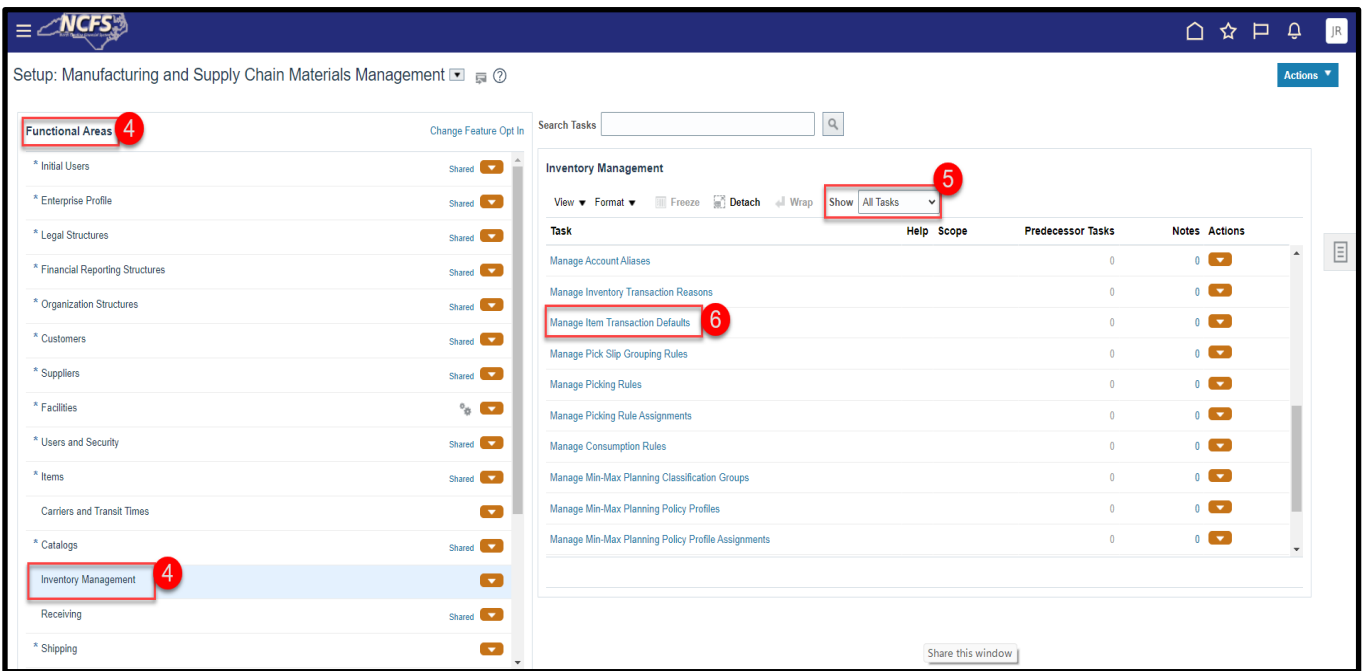 NCFS
JR
Setup: Manufacturing and Supply Chain Materials Management
Actions
Functional Areas 4
Change Feature Opt In
* Initial Users Shared
* Enterprise Profile Shared
* Legal Structures Shared
* Financial Reporting Structures Shared
* Organization Structures Shared
* Customers Shared
* Suppliers Shared
* Facilities
* Users and Security Shared
* Items Shared
Carriers and Transit Times
* Catalogs Shared
Inventory Management 4
Receiving Shared
* Shipping
Search Tasks
Inventory Management
5
View Format Freeze Detach Wrap Show All Tasks
Task Help Scope Predecessor Tasks Notes Actions
Manage Account Aliases 0 0
Manage Inventory Transaction Reasons 0 0
Manage Item Transaction Defaults 6 0 0
Manage Pick Slip Grouping Rules 0 0
Manage Picking Rules 0 0
Manage Picking Rule Assignments 0 0
Manage Consumption Rules 0 0
Manage Min-Max Planning Classification Groups 0 0
Manage Min-Max Planning Policy Profiles 0 0
Manage Min-Max Planning Policy Profile Assignments 0 0
Share this window